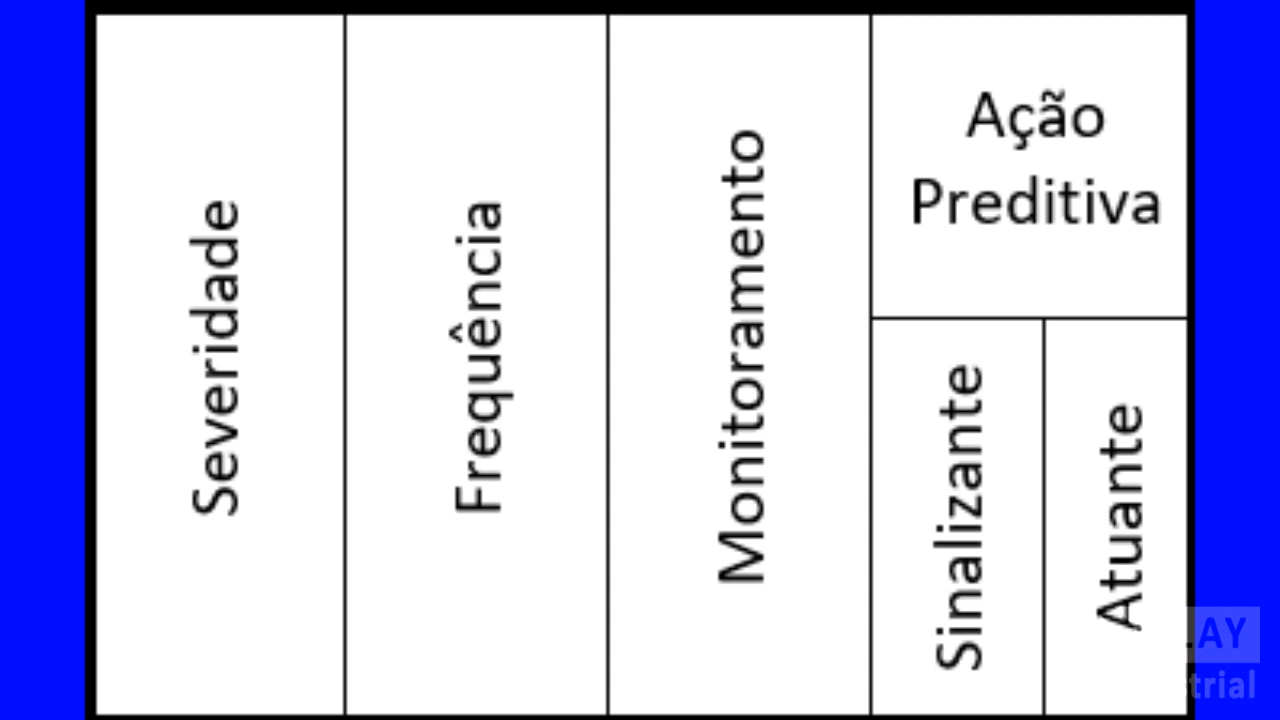 Severidade
Frequência
Monitoramento
Ação
Preditiva
Sinalizante
Atuante